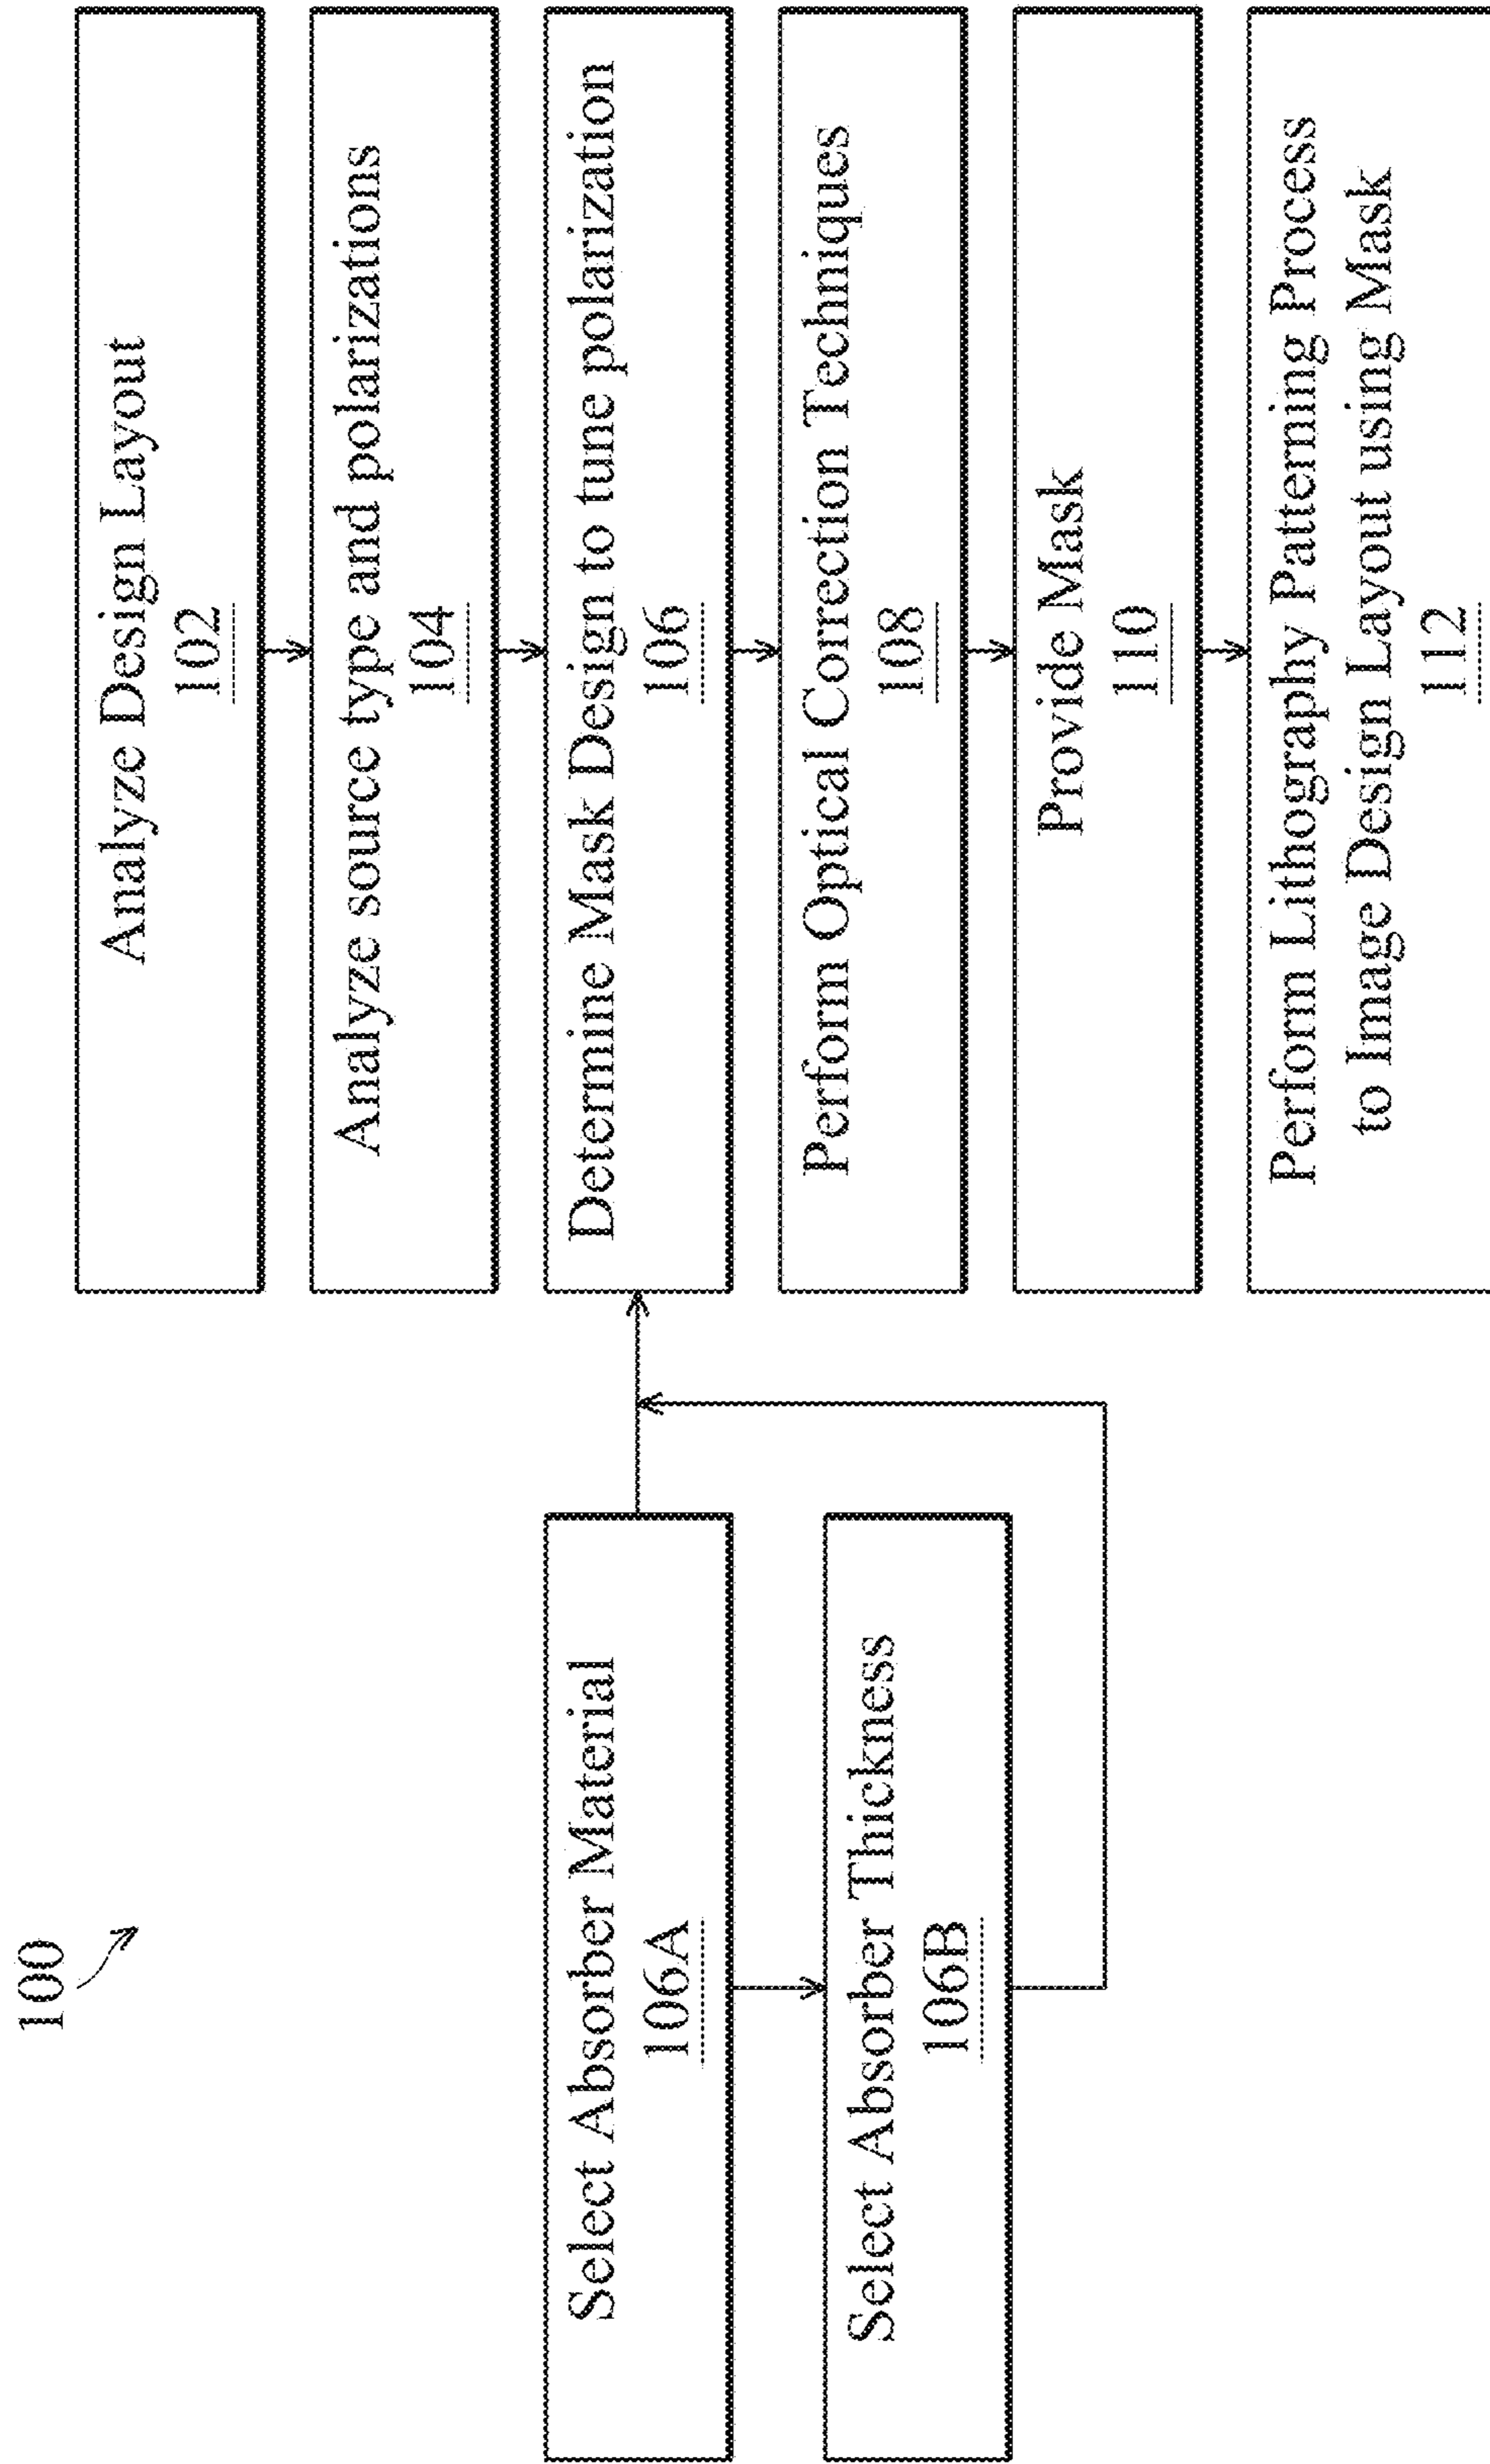 100
Analyze Design Layout
102
Analyze source type and polarizations
104
Determine Mask Design to tune polarization
106
Select Absorber Material
106A
Select Absorber Thickness
106B
Perform Optical Correction Techniques
108
Provide Mask
110
Perform Lithography Patterning Process
to Image Design Layout using Mask
112